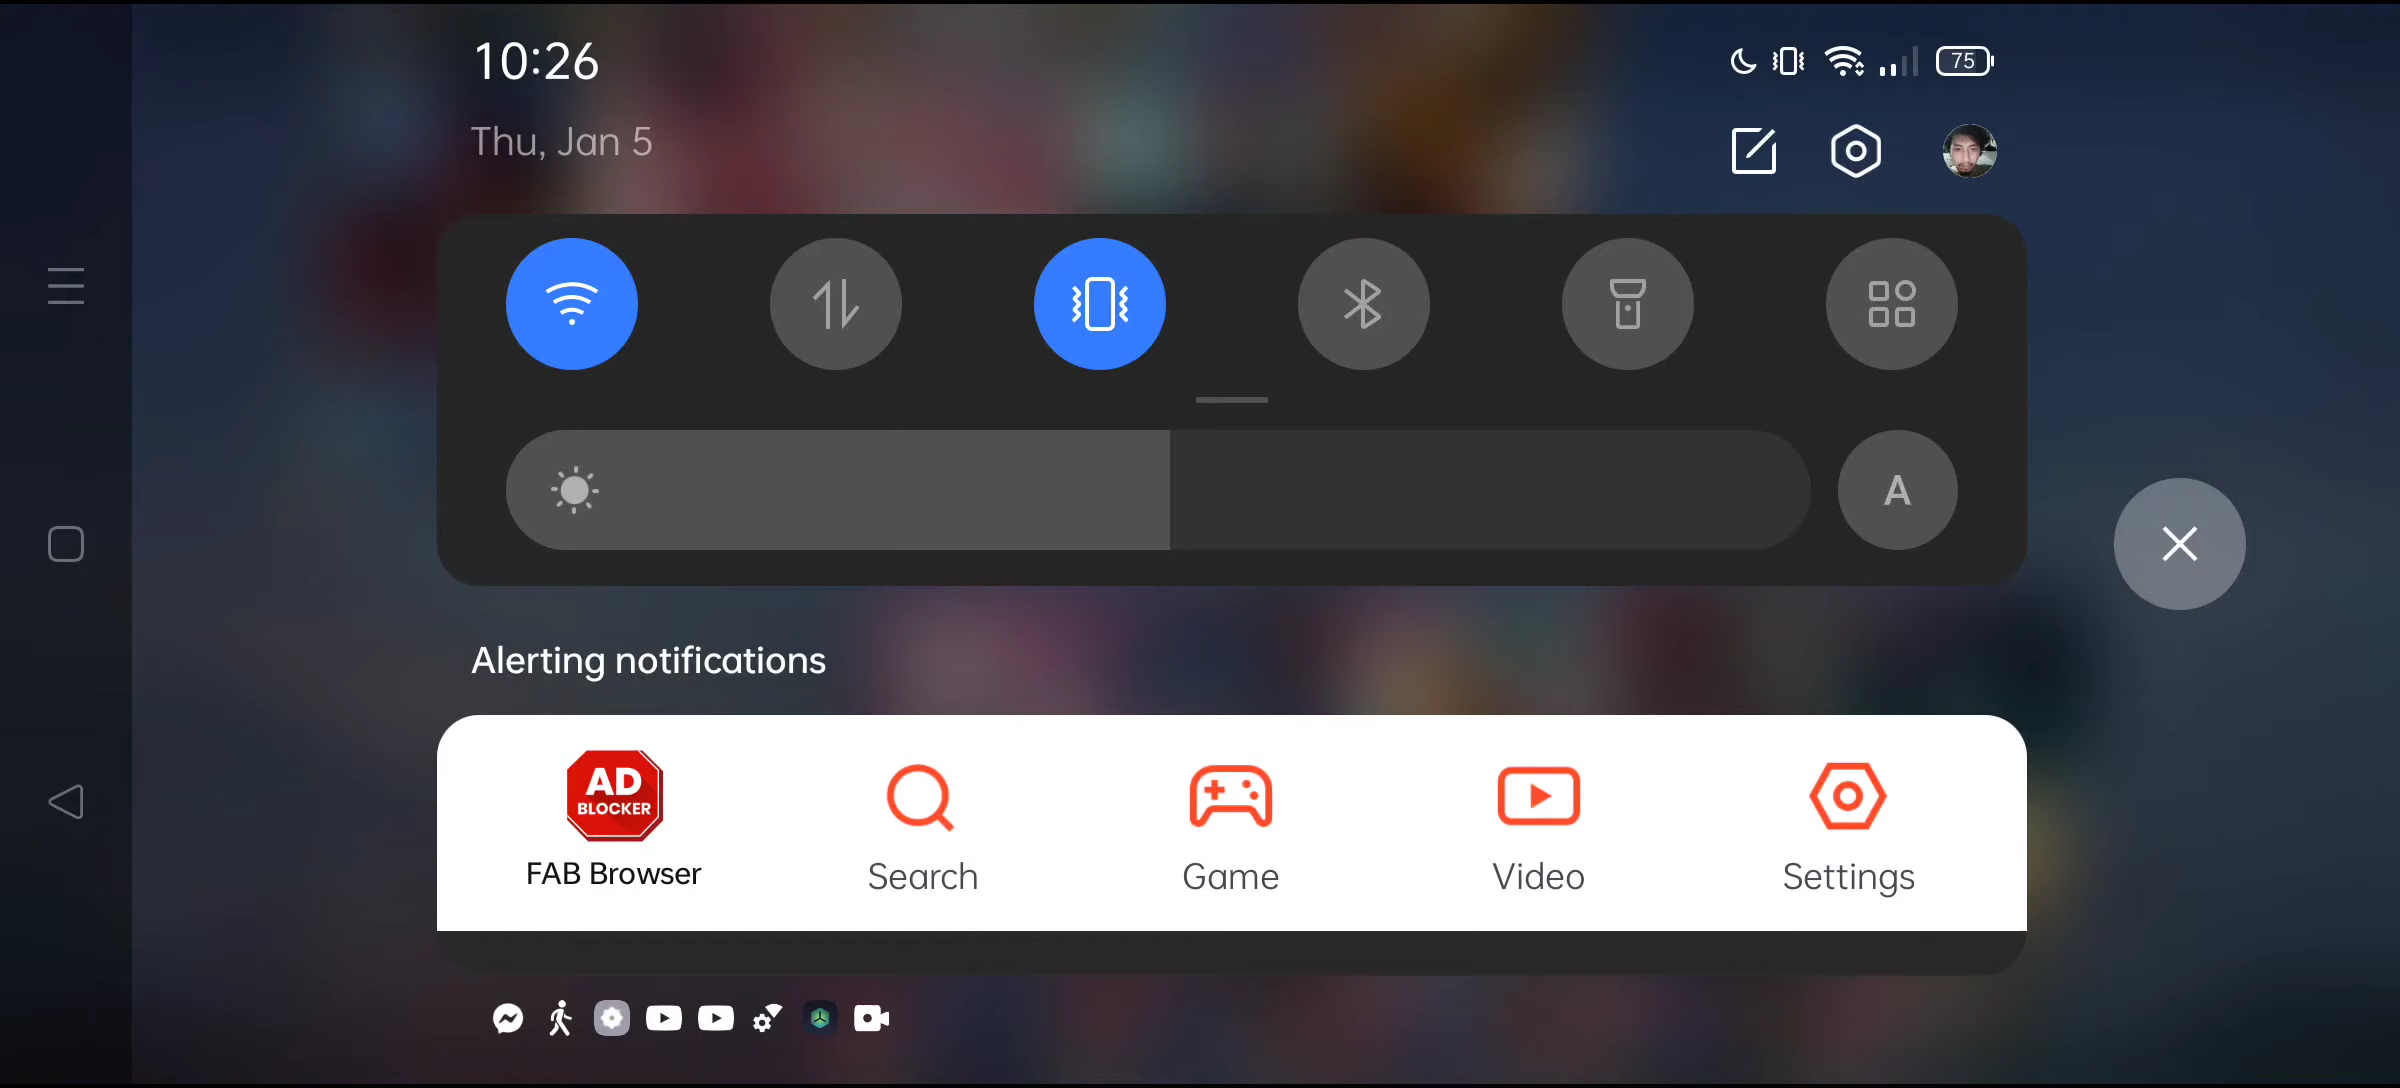 10:26
75
Thu, Jan 5
A
Alerting notifications
AD
BLOCKER
FAB Browser
Search
Game
Video
Settings